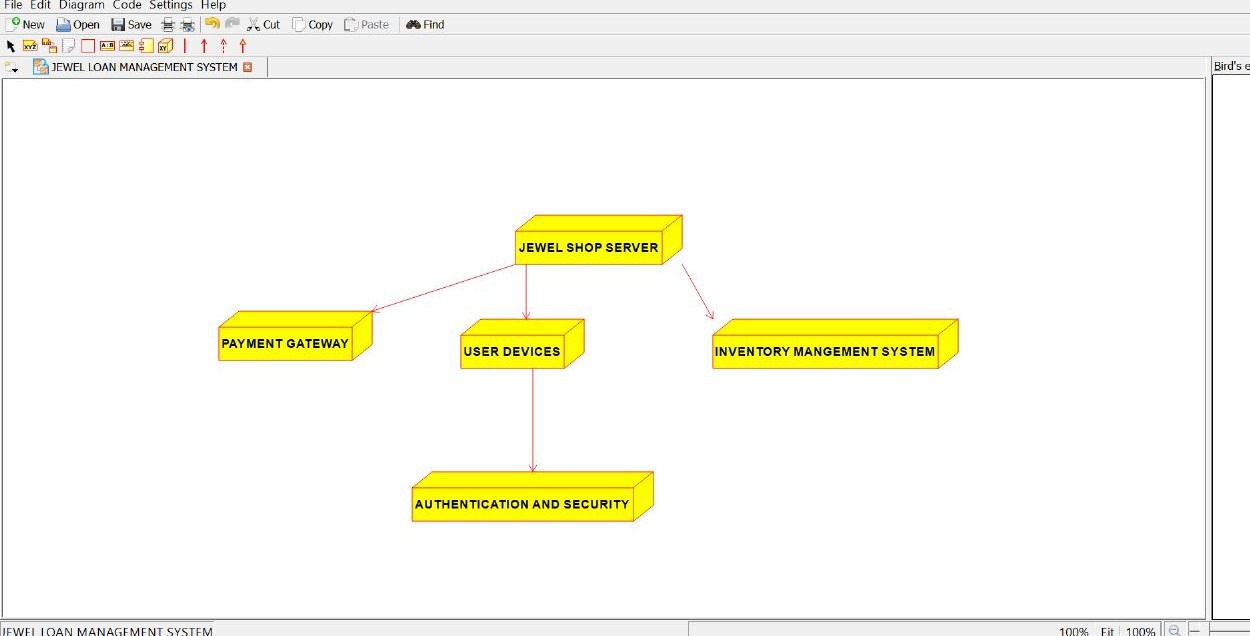 File Edit Diagram Code Settings Help
New Open Save Cut Copy Paste Find
XYZ A:B XY
JEWEL LOAN MANAGEMENT SYSTEM
Bird's e
JEWEL SHOP SERVER
PAYMENT GATEWAY
USER DEVICES
INVENTORY MANGEMENT SYSTEM
AUTHENTICATION AND SECURITY
JEWEL LOAN MANAGEMENT SYSTEM
100% Fit 100%